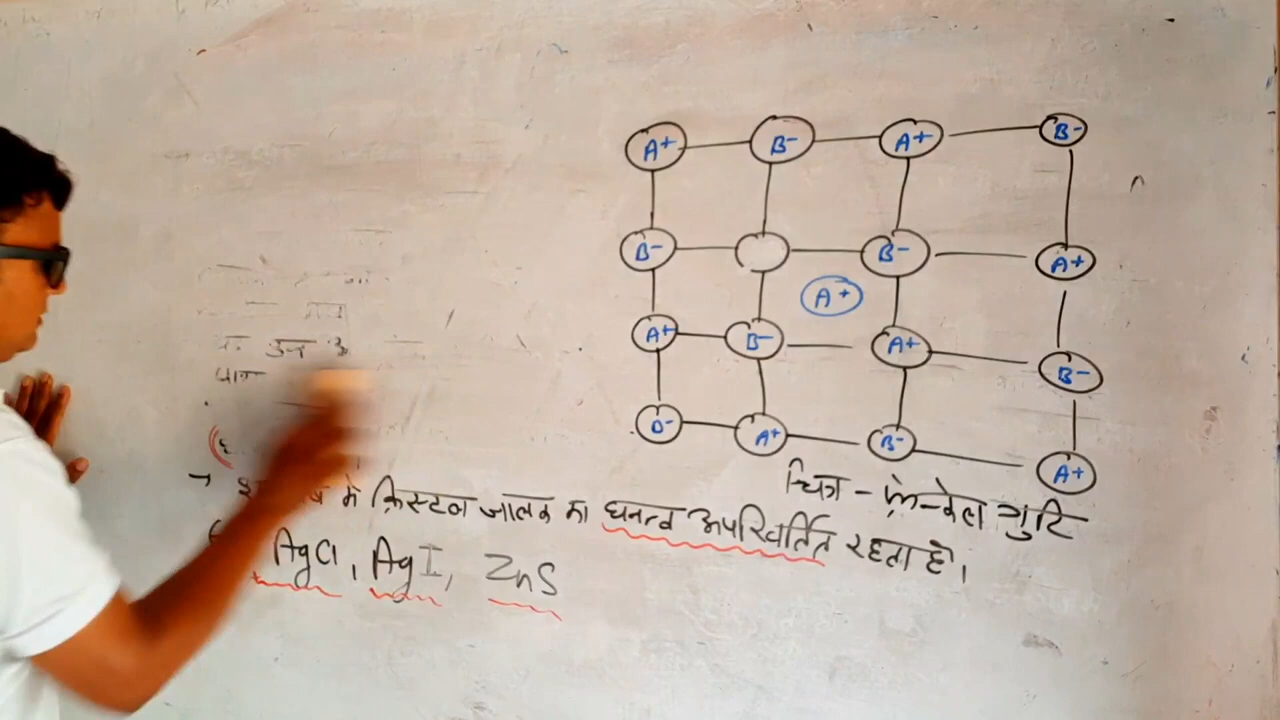 A+ B- A+ B-
B- B- A+
A+
A+ B- A+ B-
B- A+ B- A+
चित्र - फ्रेन्केल त्रुटि
→ में क्रिस्टल जालक का घनत्व अपरिवर्तित रहता है।
AgCl, AgI, ZnS